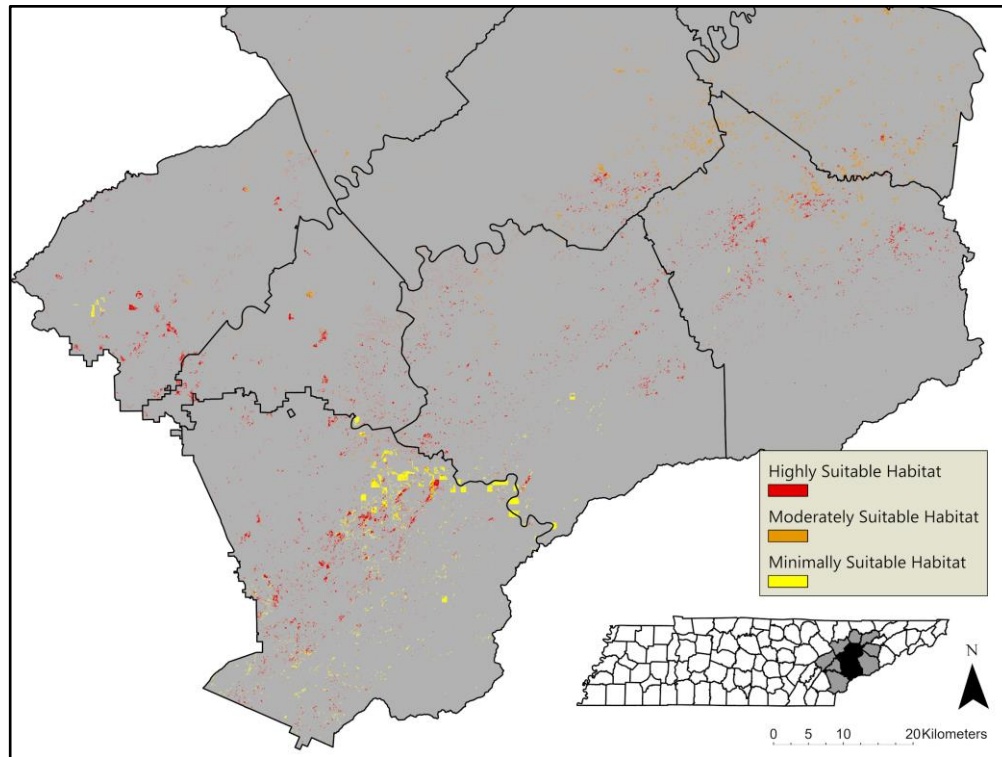 Highly Suitable Habitat
Moderately Suitable Habitat
Minimally Suitable Habitat
N
0 5 10 20Kilometers